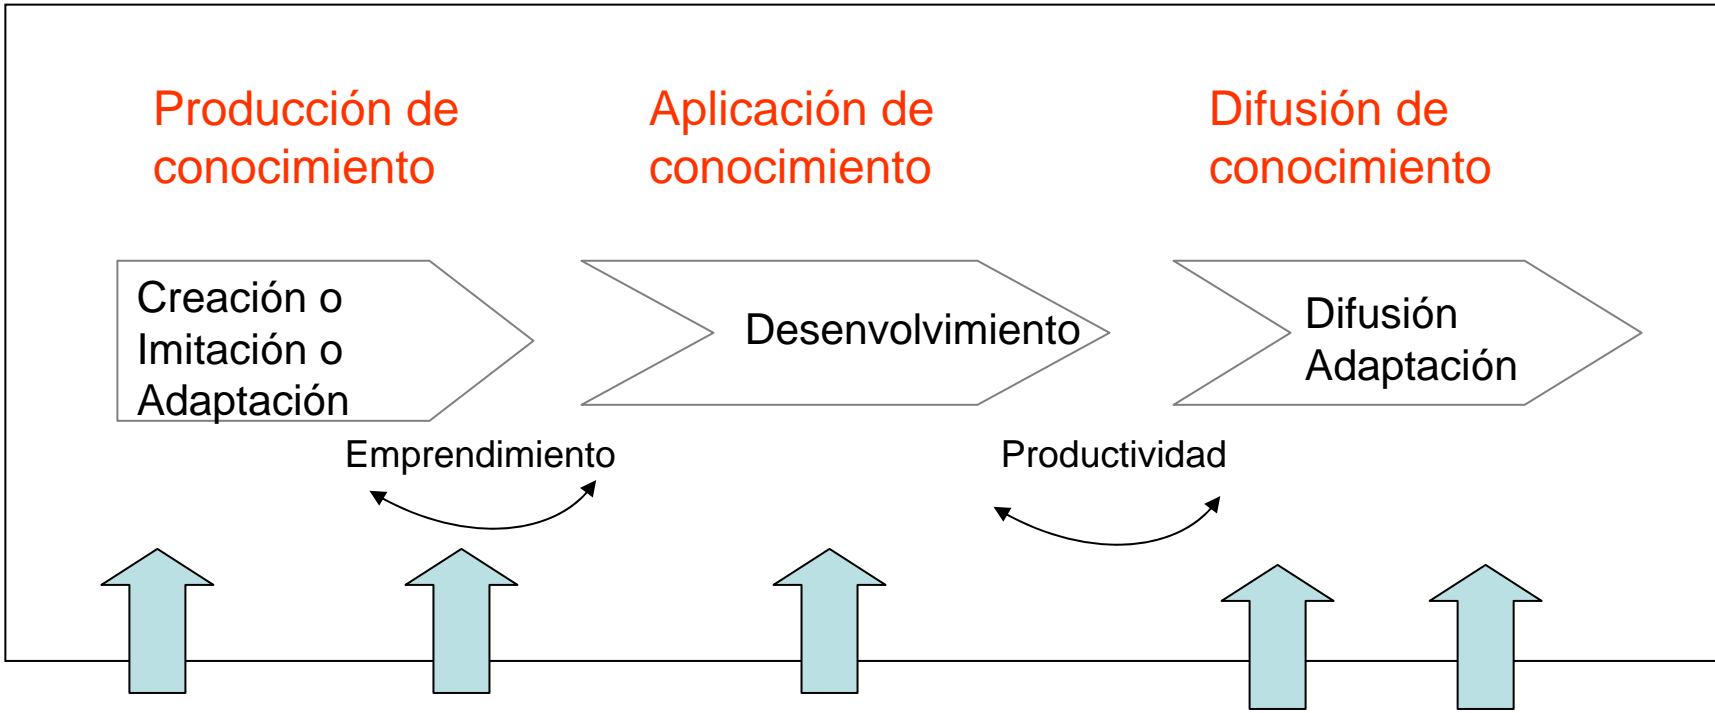 Producción de
conocimiento
Aplicación de
conocimiento
Difusión de
conocimiento
Creación o
Imitación o
Adaptación
Desenvolvimiento
Difusión
Adaptación
Emprendimiento
Productividad